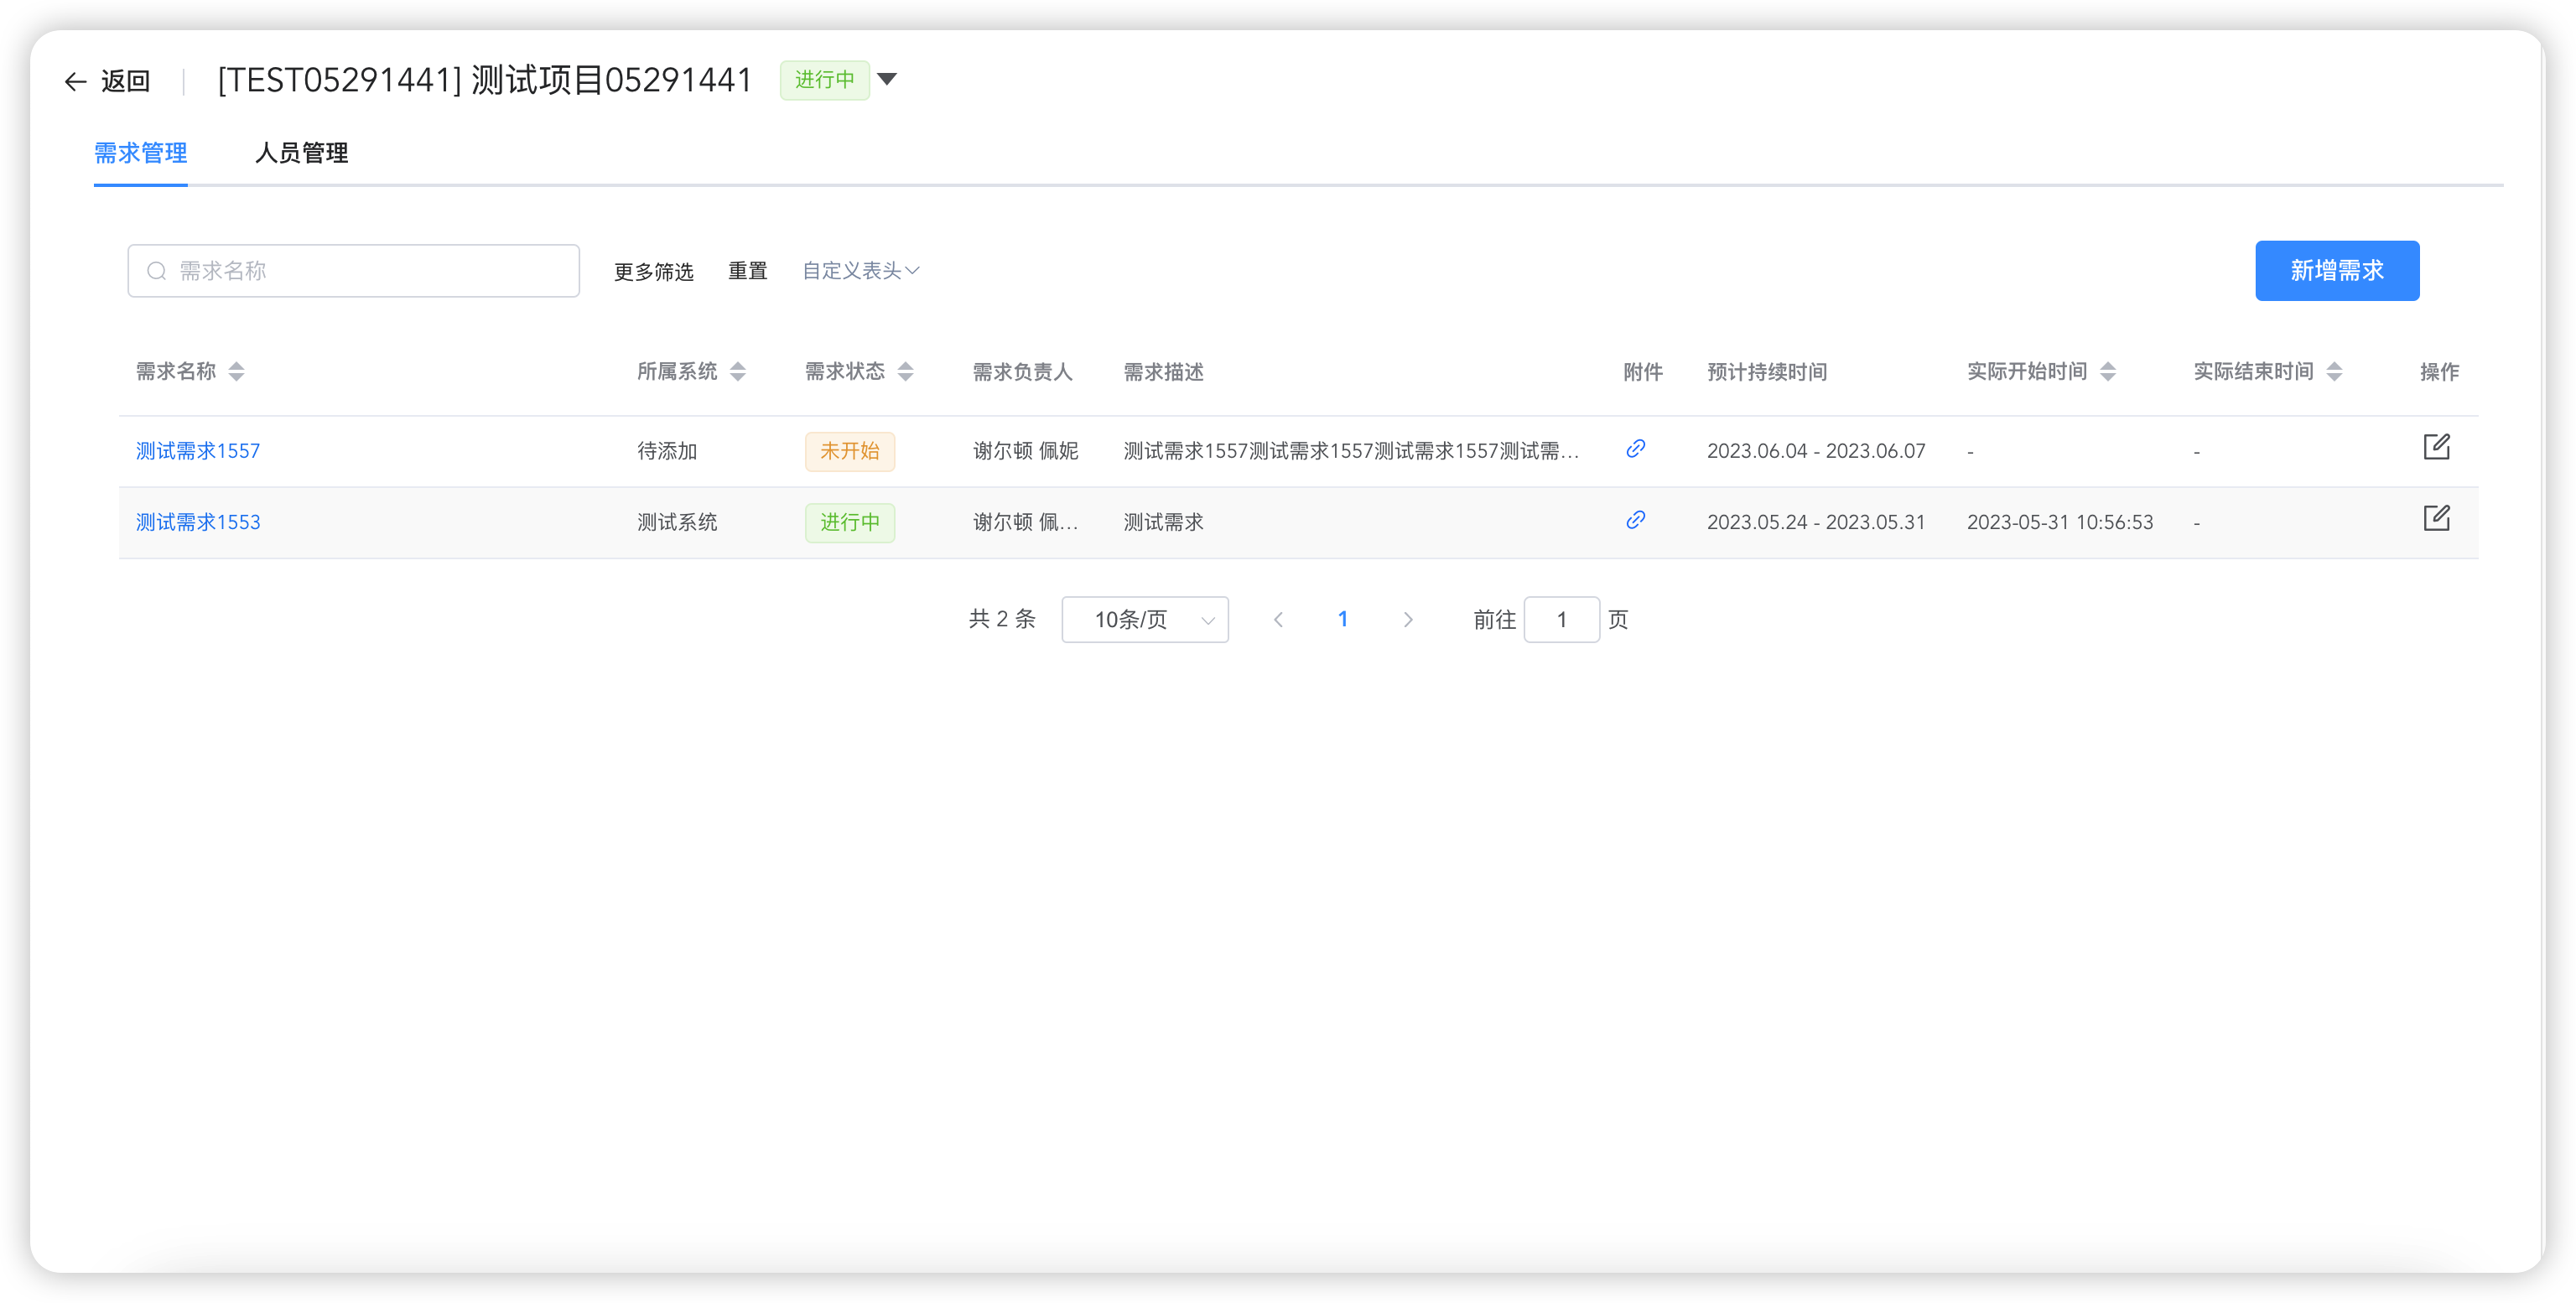 返回 [TEST05291441] 测试项目05291441 进行中
需求管理 人员管理
需求名称 更多筛选 重置 自定义表头 新增需求
需求名称 所属系统 需求状态 需求负责人 需求描述 附件 预计持续时间 实际开始时间 实际结束时间 操作
测试需求1557 待添加 未开始 谢尔顿 佩妮 测试需求1557测试需求1557测试需求1557测试需... 2023.06.04 - 2023.06.07 - -
测试需求1553 测试系统 进行中 谢尔顿 佩... 测试需求 2023.05.24 - 2023.05.31 2023-05-31 10:56:53 -
共 2 条 10条/页 1 前往 1 页